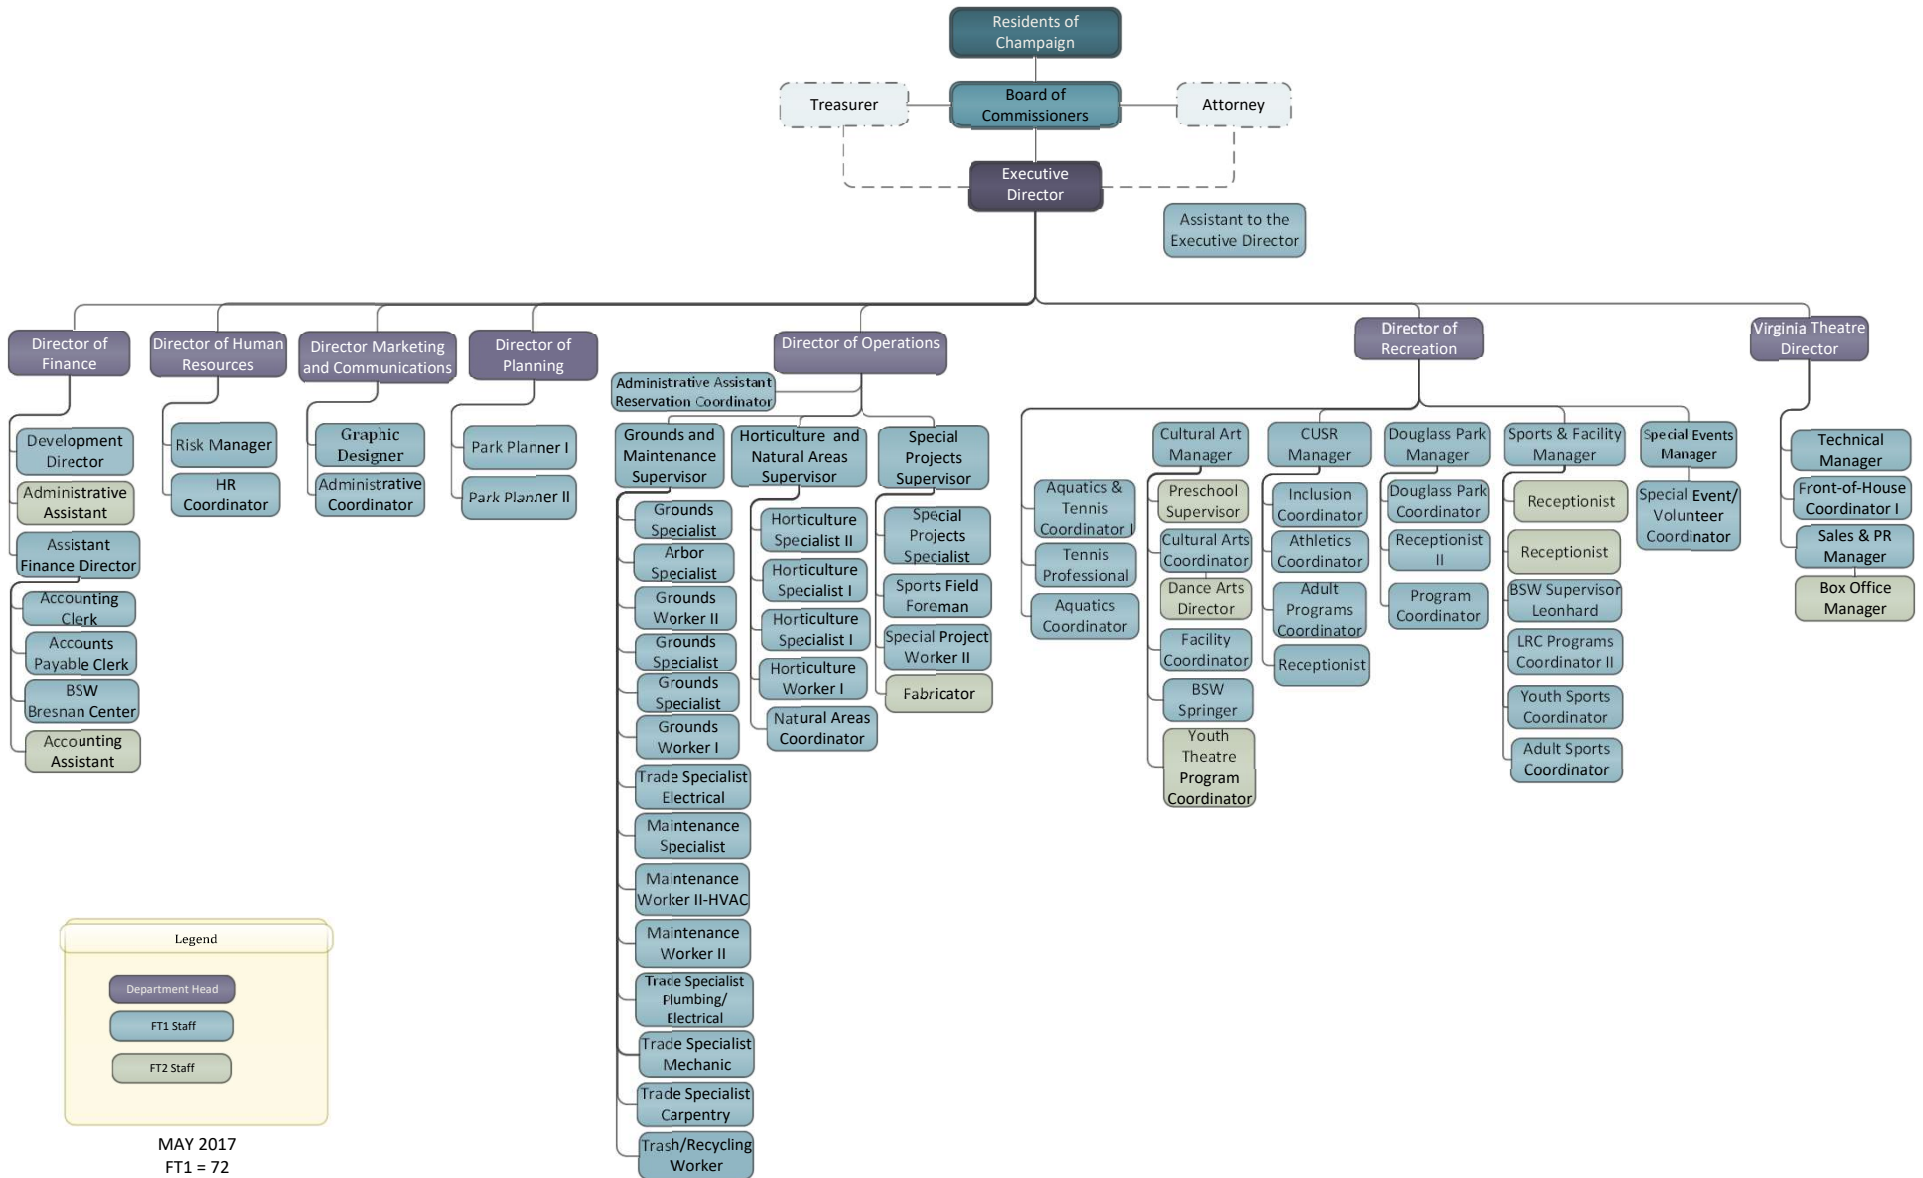 Residents of
Champaign
Treasurer
Board of
Commissioners
Attorney
Executive
Director
Assistant to the
Executive Director
Director of
Finance
Director of Human
Resources
Director Marketing
and Communications
Director of
Planning
Director of Operations
Director of
Recreation
Virginia Theatre
Director
Development
Director
Administrative
Assistant
Assistant
Finance Director
Accounting
Clerk
Accounts
Payable Clerk
BSW
Bresnan Center
Accounting
Assistant
Risk Manager
HR
Coordinator
Graphic
Designer
Administrative
Coordinator
Park Planner I
Park Planner II
Administrative Assistant
Reservation Coordinator
Grounds and
Maintenance
Supervisor
Grounds
Specialist
Arbor
Specialist
Grounds
Worker II
Grounds
Specialist
Grounds
Specialist
Grounds
Worker I
Trade Specialist
Electrical
Maintenance
Specialist
Maintenance
Worker II-HVAC
Maintenance
Worker II
Trade Specialist
Plumbing/
Electrical
Trade Specialist
Mechanic
Trade Specialist
Carpentry
Trash/Recycling
Worker
Horticulture and
Natural Areas
Supervisor
Horticulture
Specialist II
Horticulture
Specialist I
Horticulture
Specialist I
Horticulture
Worker I
Natural Areas
Coordinator
Special
Projects
Supervisor
Special
Projects
Specialist
Sports Field
Foreman
Special Project
Worker II
Fabricator
Aquatics &
Tennis
Coordinator I
Tennis
Professional
Aquatics
Coordinator
Cultural Art
Manager
Preschool
Supervisor
Cultural Arts
Coordinator
Dance Arts
Director
Facility
Coordinator
BSW
Springer
Youth
Theatre
Program
Coordinator
CUSR
Manager
Inclusion
Coordinator
Athletics
Coordinator
Adult
Programs
Coordinator
Receptionist
Douglass Park
Manager
Douglass Park
Coordinator
Receptionist
II
Program
Coordinator
Sports & Facility
Manager
Receptionist
Receptionist
BSW Supervisor
Leonhard
LRC Programs
Coordinator II
Youth Sports
Coordinator
Adult Sports
Coordinator
Special Events
Manager
Special Event/
Volunteer
Coordinator
Technical
Manager
Front-of-House
Coordinator I
Sales & PR
Manager
Box Office
Manager
Legend
Department Head
FT1 Staff
FT2 Staff
MAY 2017
FT1 = 72